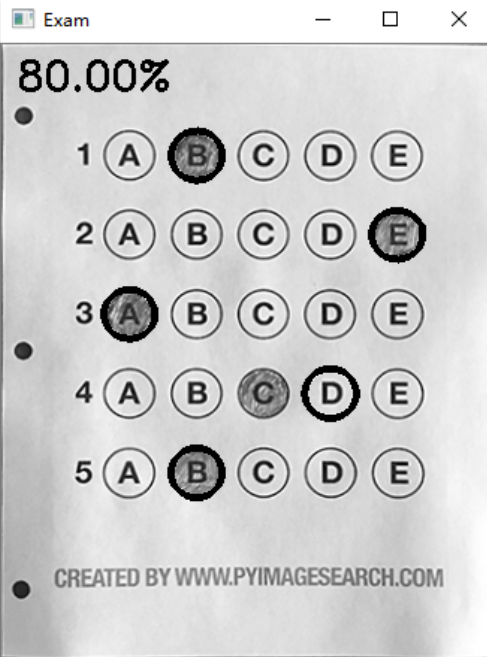 Exam
80.00%
1 A B C D E
2 A B C D E
3 A B C D E
4 A B C D E
5 A B C D E
CREATED BY WWW.PYIMAGESEARCH.COM